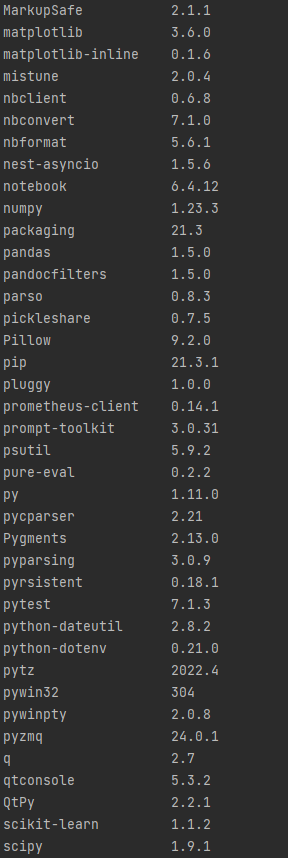 MarkupSafe 2.1.1
matplotlib 3.6.0
matplotlib-inline 0.1.6
mistune 2.0.4
nbclient 0.6.8
nbconvert 7.1.0
nbformat 5.6.1
nest-asyncio 1.5.6
notebook 6.4.12
numpy 1.23.3
packaging 21.3
pandas 1.5.0
pandocfilters 1.5.0
parso 0.8.3
pickleshare 0.7.5
Pillow 9.2.0
pip 21.3.1
pluggy 1.0.0
prometheus-client 0.14.1
prompt-toolkit 3.0.31
psutil 5.9.2
pure-eval 0.2.2
py 1.11.0
pycparser 2.21
Pygments 2.13.0
pyparsing 3.0.9
pyrsistent 0.18.1
pytest 7.1.3
python-dateutil 2.8.2
python-dotenv 0.21.0
pytz 2022.4
pywin32 304
pywinpty 2.0.8
pyzmq 24.0.1
q 2.7
qtconsole 5.3.2
QtPy 2.2.1
scikit-learn 1.1.2
scipy 1.9.1